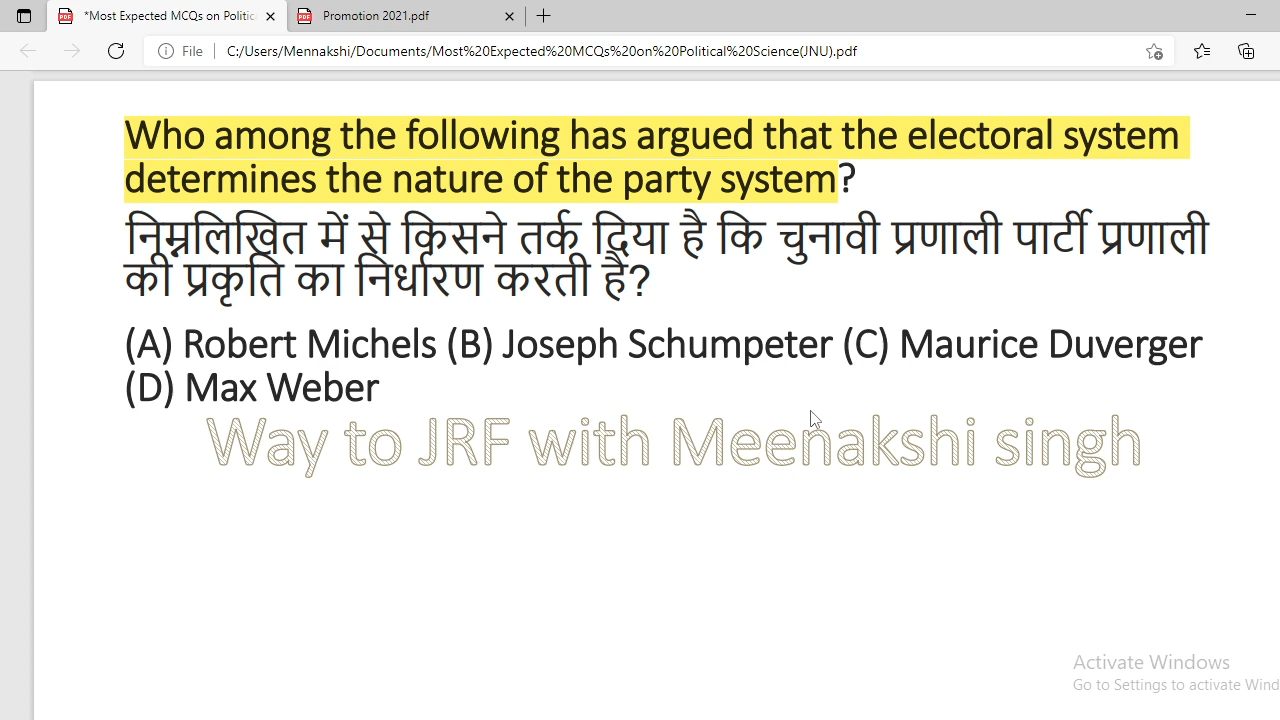 *Most Expected MCQs on Politic
Promotion 2021.pdf
File
C:/Users/Mennakshi/Documents/Most%20Expected%20MCQs%20on%20Political%20Science(JNU).pdf
Who among the following has argued that the electoral system
determines the nature of the party system?
निम्नलिखित में से किसने तर्क दिया है कि चुनावी प्रणाली पार्टी प्रणाली
की प्रकृति का निर्धारण करती है?
(A) Robert Michels (B) Joseph Schumpeter (C) Maurice Duverger
(D) Max Weber
Way to JRF with Meenakshi singh
Activate Windows
Go to Settings to activate Wind